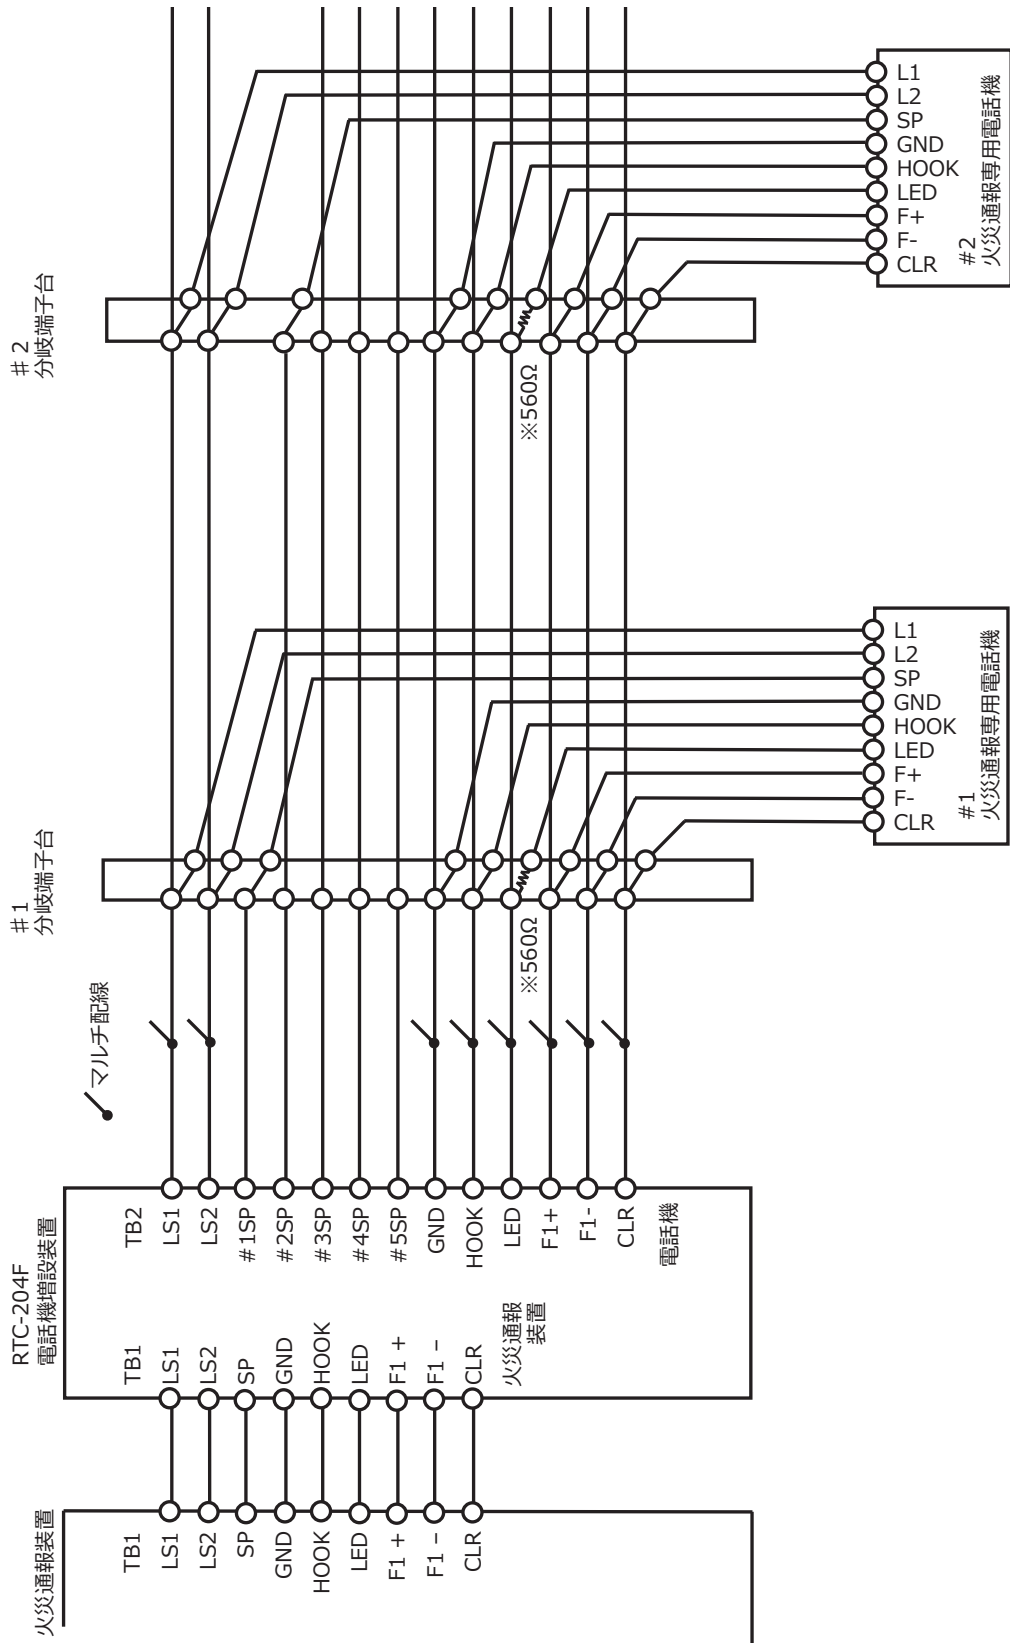 # 2
分岐端子台
L1
L2
SP
GND
HOOK
LED
F+
F-
CLR
#2
火災通報専用電話機
※560Ω
# 1
分岐端子台
L1
L2
SP
GND
HOOK
LED
F+
F-
CLR
#1
火災通報専用電話機
※560Ω
マルチ配線
RTC-204F
電話機増設装置
TB2
LS1
LS2
#1SP
#2SP
#3SP
#4SP
#5SP
GND
HOOK
LED
F1+
F1-
CLR
電話機
TB1
LS1
LS2
SP
GND
HOOK
LED
F1 +
F1 -
CLR
火災通報
装置
火災通報装置
TB1
LS1
LS2
SP
GND
HOOK
LED
F1 +
F1 -
CLR